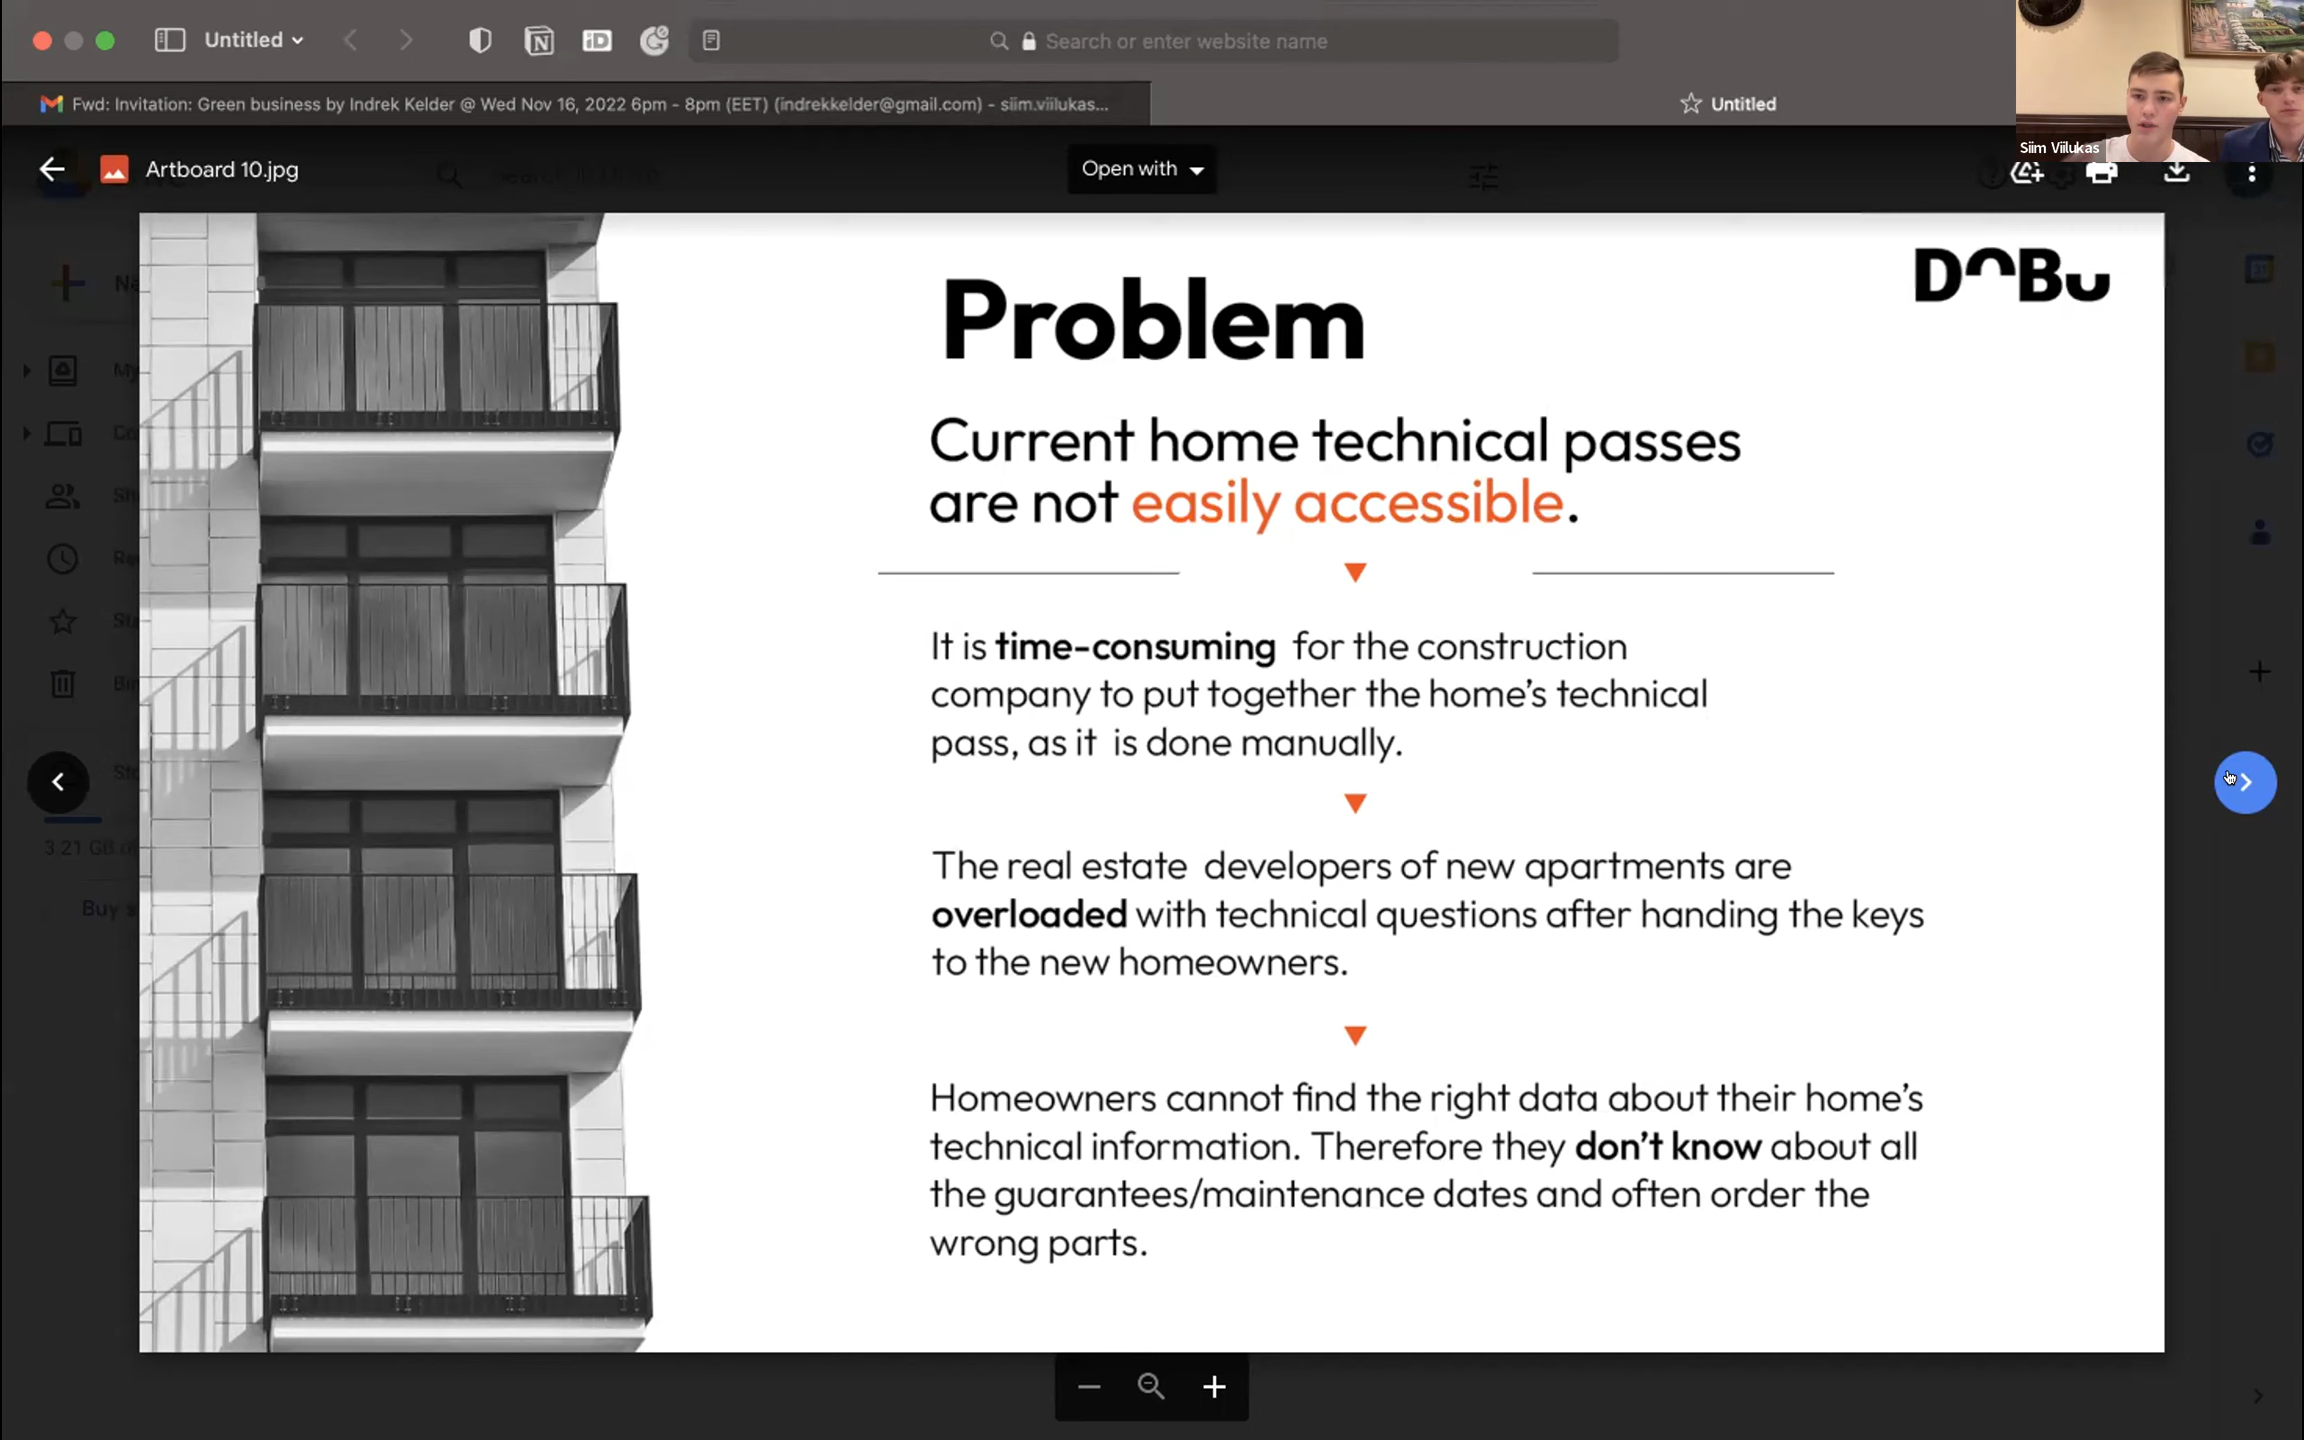 Untitled
Search or enter website name
Fwd: Invitation: Green business by Indrek Kelder @ Wed Nov 16, 2022 6pm - 8pm (EET) (indrekkelder@gmail.com) - siim.viilukas...
Untitled
Siim Viilukas
Artboard 10.jpg
Open with
DOBU
Problem
Current home technical passes
are not easily accessible.
It is time-consuming for the construction
company to put together the home's technical
pass, as it is done manually.
The real estate developers of new apartments are
overloaded with technical questions after handing the keys
to the new homeowners.
Homeowners cannot find the right data about their home's
technical information. Therefore they don't know about all
the guarantees/maintenance dates and often order the
wrong parts.
3.21 GB
Buy